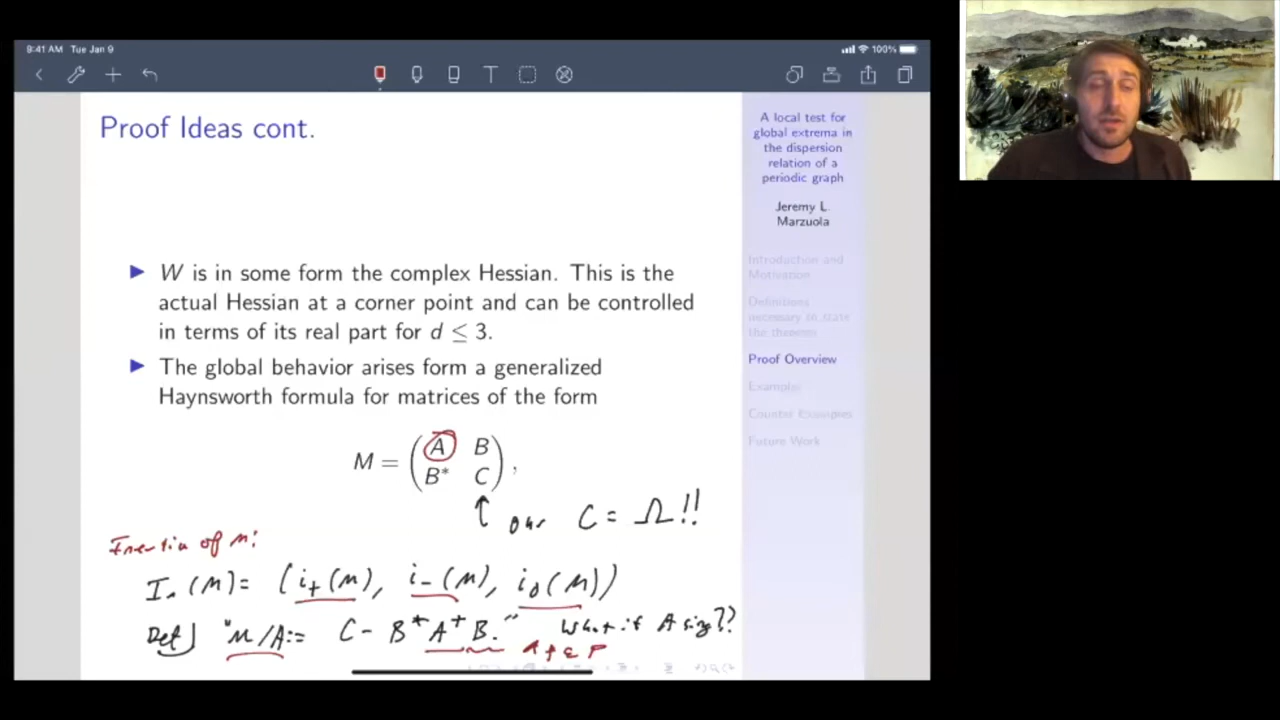 9:41 AM Tue Jan 9
100%
Proof Ideas cont.
▶ W is in some form the complex Hessian. This is the
actual Hessian at a corner point and can be controlled
in terms of its real part for d ≤ 3.
▶ The global behavior arises form a generalized
Haynsworth formula for matrices of the form
M = ( A B
B* C ) ,
↑ our C = Ω!!
Inertia of M:
In(M) = (i₊(M), i₋(M), i₀(M))
Def) "M/A := C - B* A⁺ B." What if A sing??
A local test for
global extrema in
the dispersion
relation of a
periodic graph
Jeremy L.
Marzuola
Introduction and
Motivation
Definitions
necessary to state
the theorems
Proof Overview
Examples
Counter Examples
Future Work